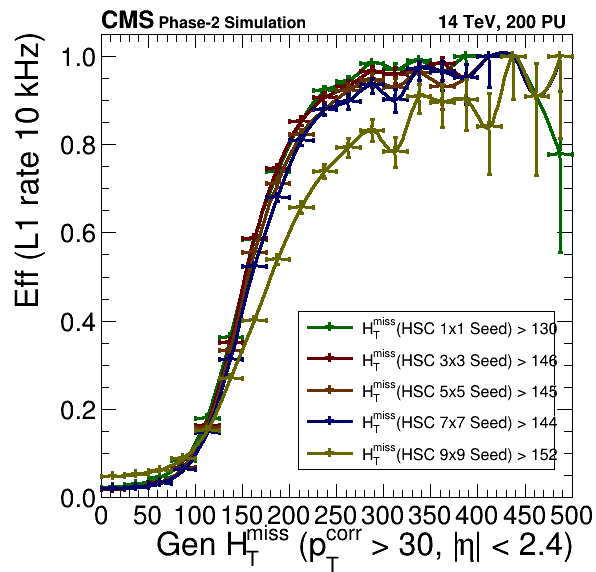 CMS Phase-2 Simulation 14 TeV, 200 PU
Eff (L1 rate 10 kHz)
1.0
0.8
0.6
0.4
0.2
0.0
H_T^miss(HSC 1x1 Seed) > 130
H_T^miss(HSC 3x3 Seed) > 146
H_T^miss(HSC 5x5 Seed) > 145
H_T^miss(HSC 7x7 Seed) > 144
H_T^miss(HSC 9x9 Seed) > 152
0 50 100 150 200 250 300 350 400 450 500
Gen H_T^miss (p_T^corr > 30, |η| < 2.4)